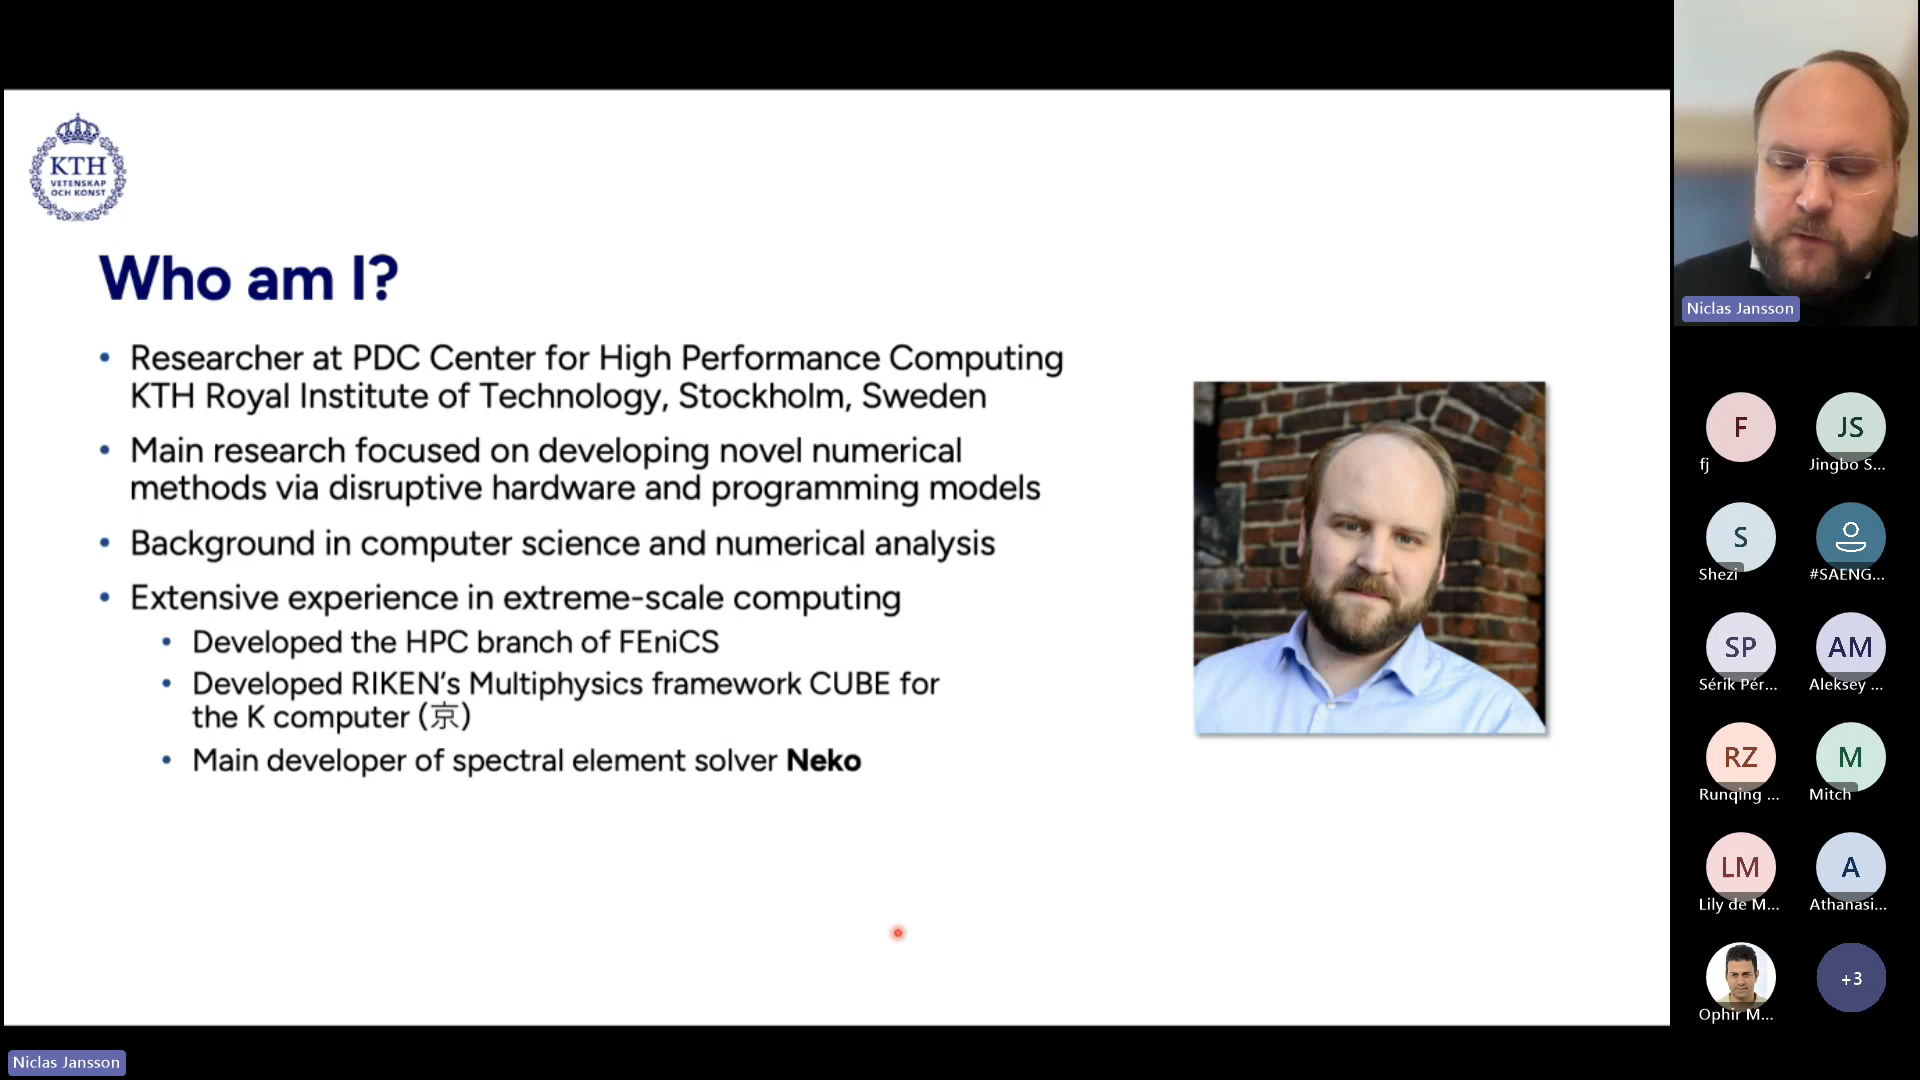 KTH
VETENSKAP
OCH KONST
Who am I?
• Researcher at PDC Center for High Performance Computing
KTH Royal Institute of Technology, Stockholm, Sweden
• Main research focused on developing novel numerical
methods via disruptive hardware and programming models
• Background in computer science and numerical analysis
• Extensive experience in extreme-scale computing
• Developed the HPC branch of FEniCS
• Developed RIKEN's Multiphysics framework CUBE for
the K computer (京)
• Main developer of spectral element solver Neko
Niclas Jansson
Niclas Jansson
F
fj
JS
Jingbo S...
S
Shezi
#SAENG...
SP
Sérik Pér...
AM
Aleksey ...
RZ
Runqing ...
M
Mitch
LM
Lily de M...
A
Athanasi...
Ophir M...
+3